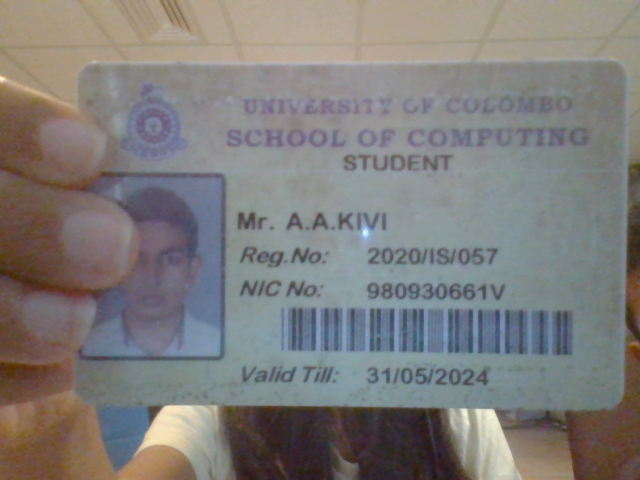 UNIVERSITY OF COLOMBO
SCHOOL OF COMPUTING
STUDENT
Mr. A.A.KIVI
Reg.No: 2020/IS/057
NIC No: 980930661V
Valid Till: 31/05/2024